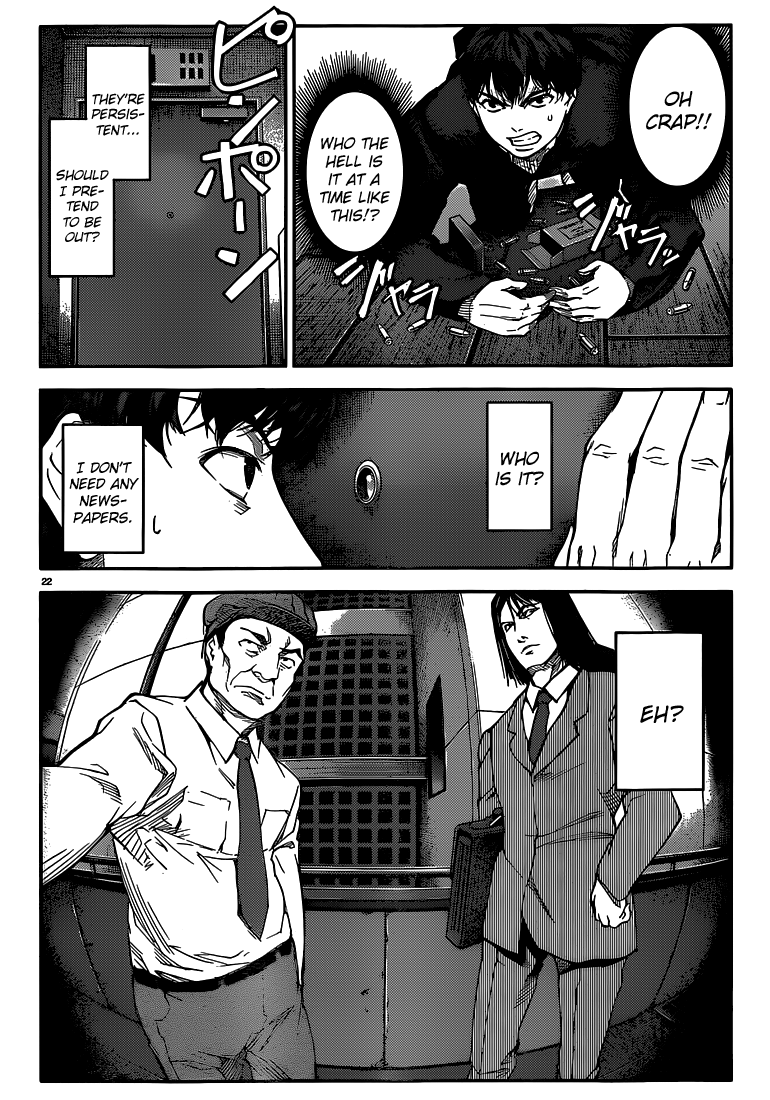 OH
CRAP!!
WHO THE
HELL IS
IT AT A
TIME LIKE
THIS!?
ジャラッ
ジャラ
ピンポーン
THEY'RE
PERSIS-
TENT...
SHOULD
I PRE-
TEND
TO BE
OUT?
WHO
IS IT?
I DON'T
NEED ANY
NEWS-
PAPERS.
22
EH?